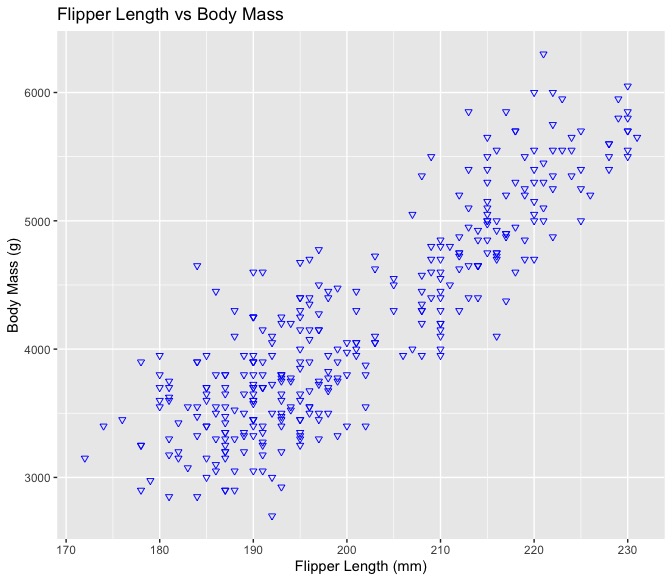 Flipper Length vs Body Mass
Body Mass (g)
6000
5000
4000
3000
170 180 190 200 210 220 230
Flipper Length (mm)